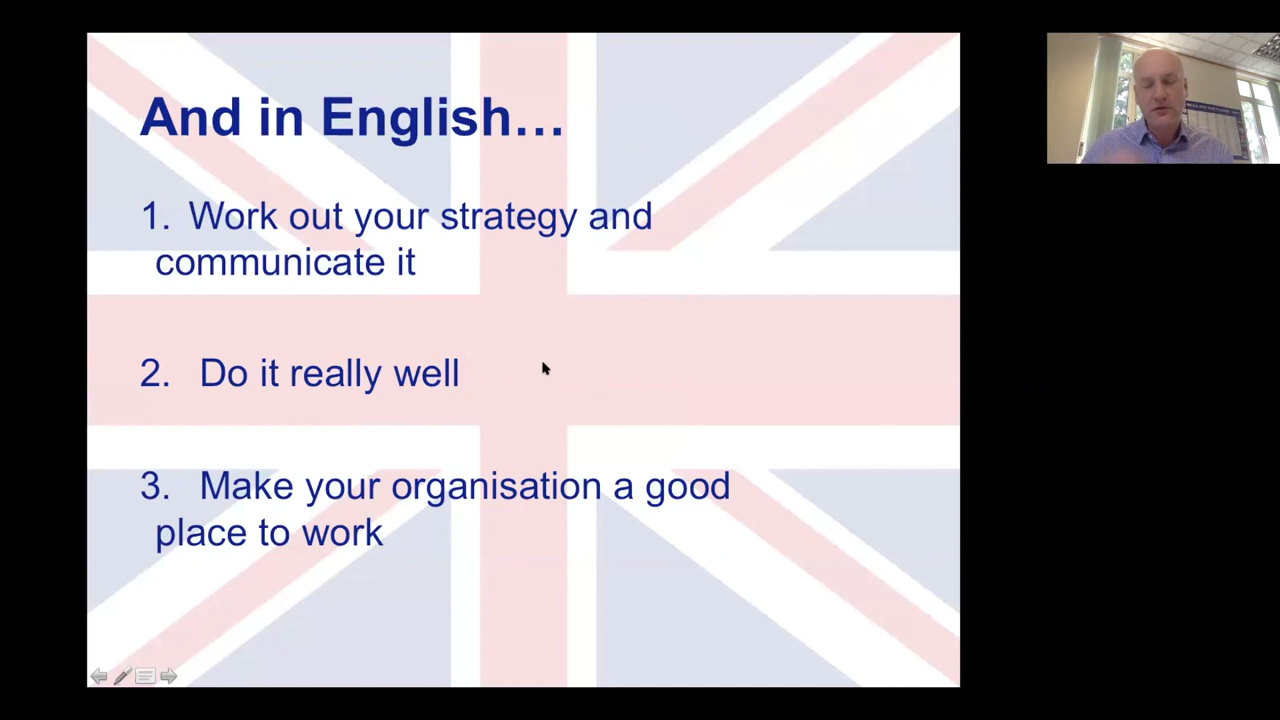 And in English…
1. Work out your strategy and
communicate it
2. Do it really well
3. Make your organisation a good
place to work